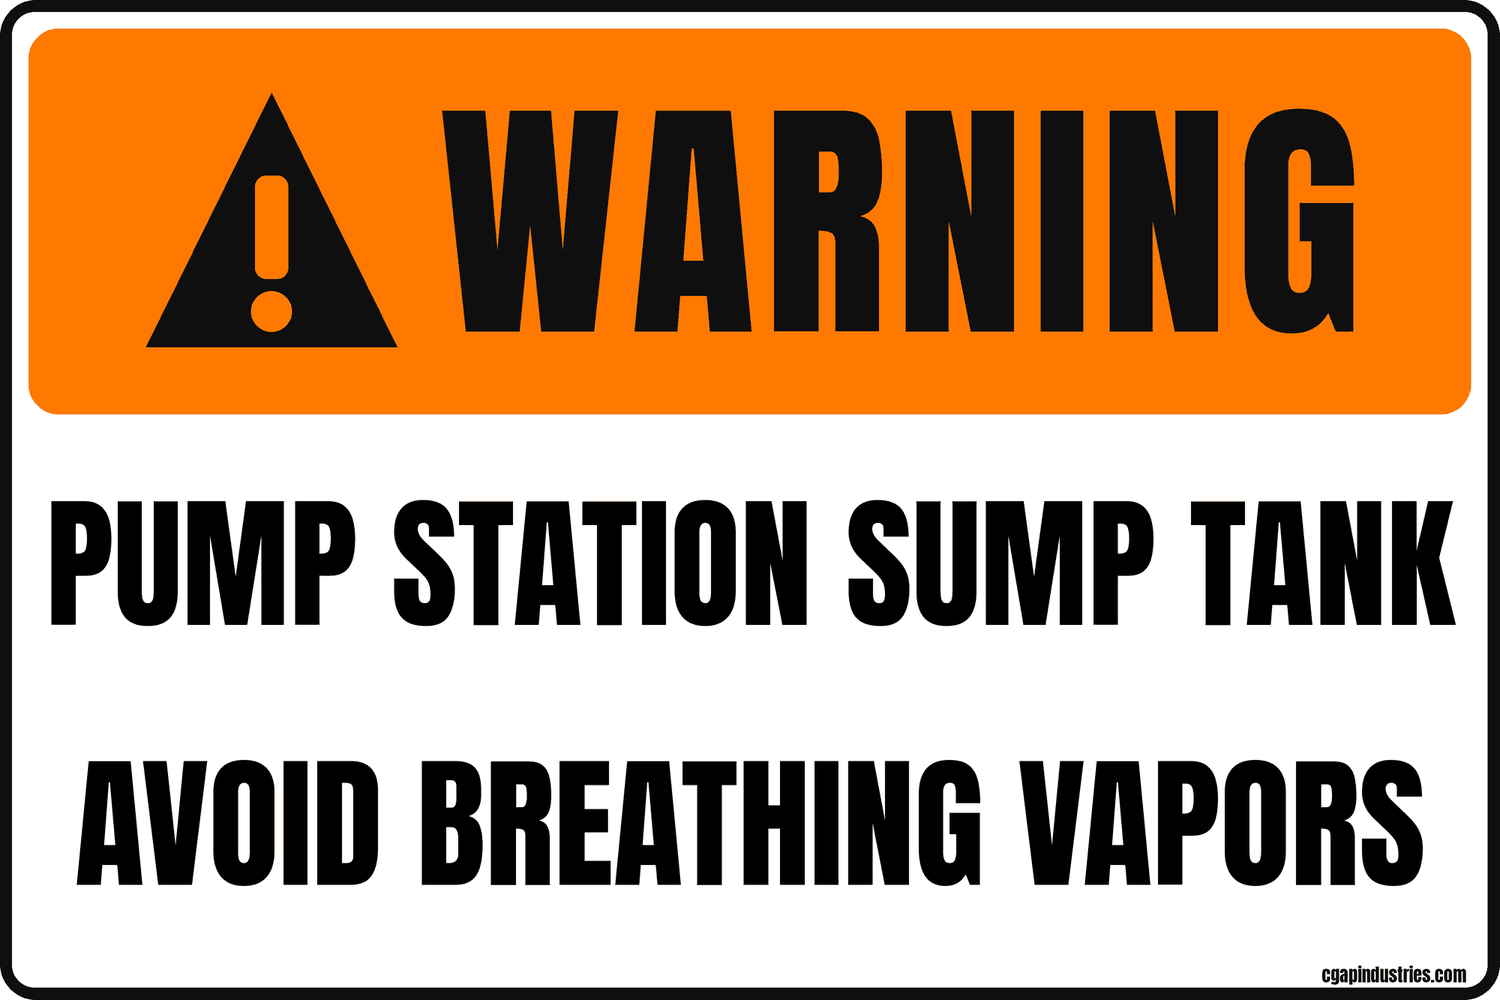 WARNING
PUMP STATION SUMP TANK
AVOID BREATHING VAPORS
cgapindustries.com